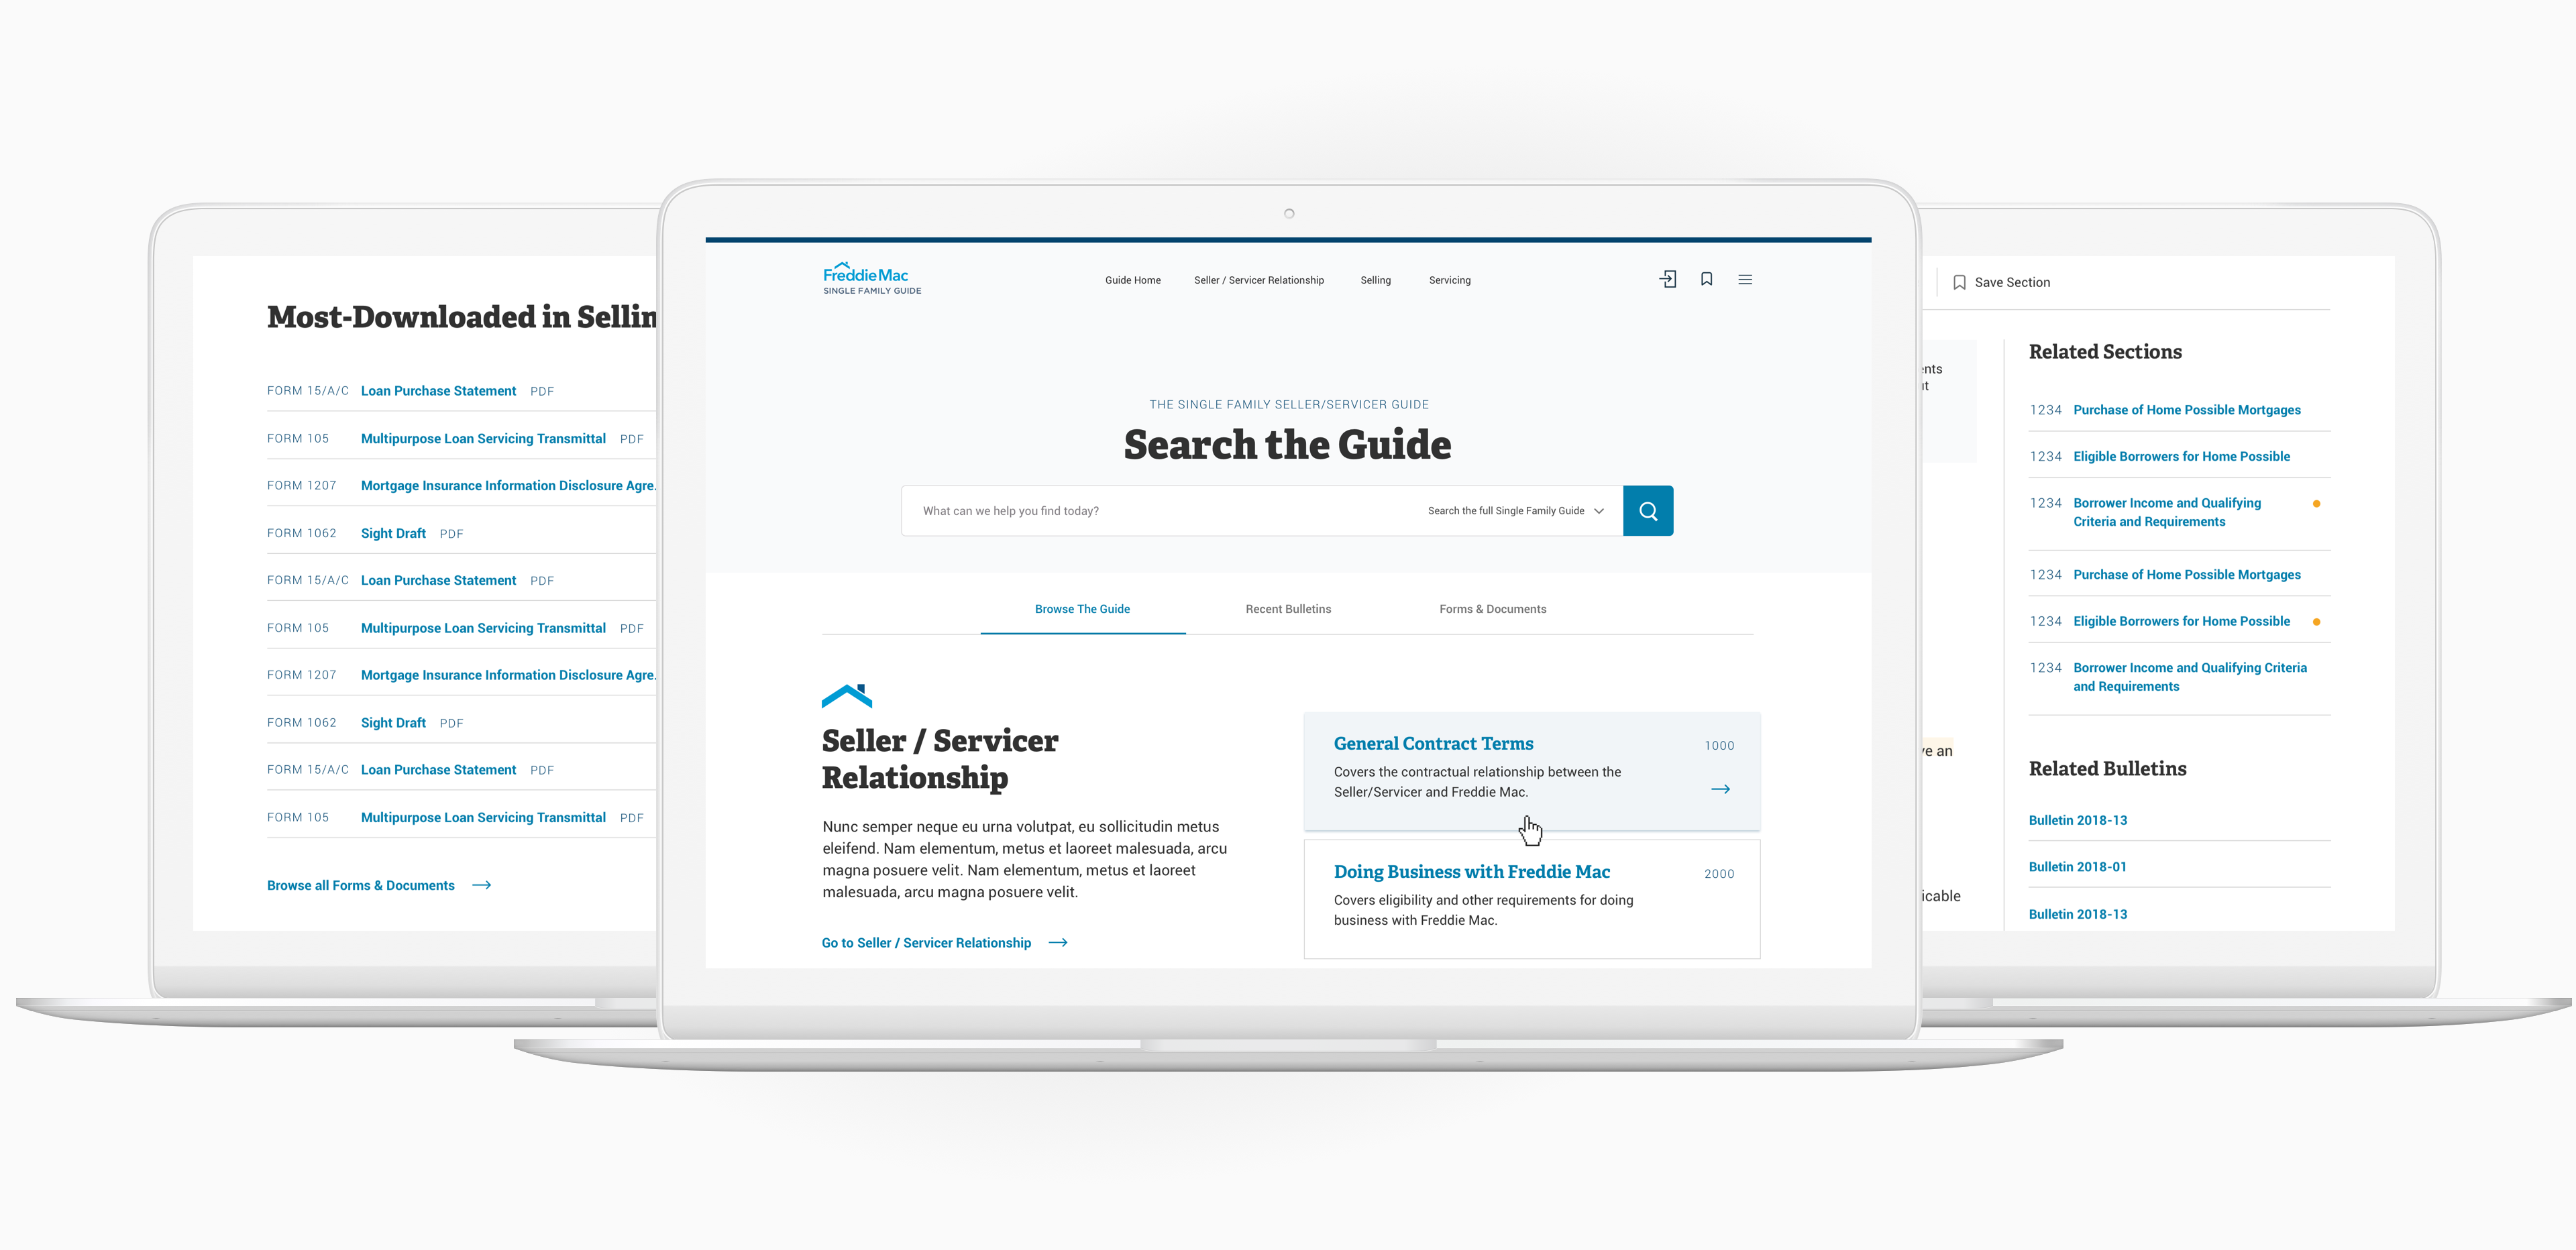 Most-Downloaded in Sellin
FORM 15/A/C Loan Purchase Statement PDF
FORM 105 Multipurpose Loan Servicing Transmittal PDF
FORM 1207 Mortgage Insurance Information Disclosure Agre.
FORM 1062 Sight Draft PDF
FORM 15/A/C Loan Purchase Statement PDF
FORM 105 Multipurpose Loan Servicing Transmittal PDF
FORM 1207 Mortgage Insurance Information Disclosure Agre.
FORM 1062 Sight Draft PDF
FORM 15/A/C Loan Purchase Statement PDF
FORM 105 Multipurpose Loan Servicing Transmittal PDF
Browse all Forms & Documents
Freddie Mac
SINGLE FAMILY GUIDE
Guide Home Seller / Servicer Relationship Selling Servicing
THE SINGLE FAMILY SELLER/SERVICER GUIDE
Search the Guide
What can we help you find today? Search the full Single Family Guide
Browse The Guide Recent Bulletins Forms & Documents
Seller / Servicer
Relationship
Nunc semper neque eu urna volutpat, eu sollicitudin metus
eleifend. Nam elementum, metus et laoreet malesuada, arcu
magna posuere velit. Nam elementum, metus et laoreet
malesuada, arcu magna posuere velit.
Go to Seller / Servicer Relationship
General Contract Terms 1000
Covers the contractual relationship between the
Seller/Servicer and Freddie Mac.
Doing Business with Freddie Mac 2000
Covers eligibility and other requirements for doing
business with Freddie Mac.
Save Section
ents
ut
ve an
icable
Related Sections
1234 Purchase of Home Possible Mortgages
1234 Eligible Borrowers for Home Possible
1234 Borrower Income and Qualifying
Criteria and Requirements
1234 Purchase of Home Possible Mortgages
1234 Eligible Borrowers for Home Possible
1234 Borrower Income and Qualifying Criteria
and Requirements
Related Bulletins
Bulletin 2018-13
Bulletin 2018-01
Bulletin 2018-13